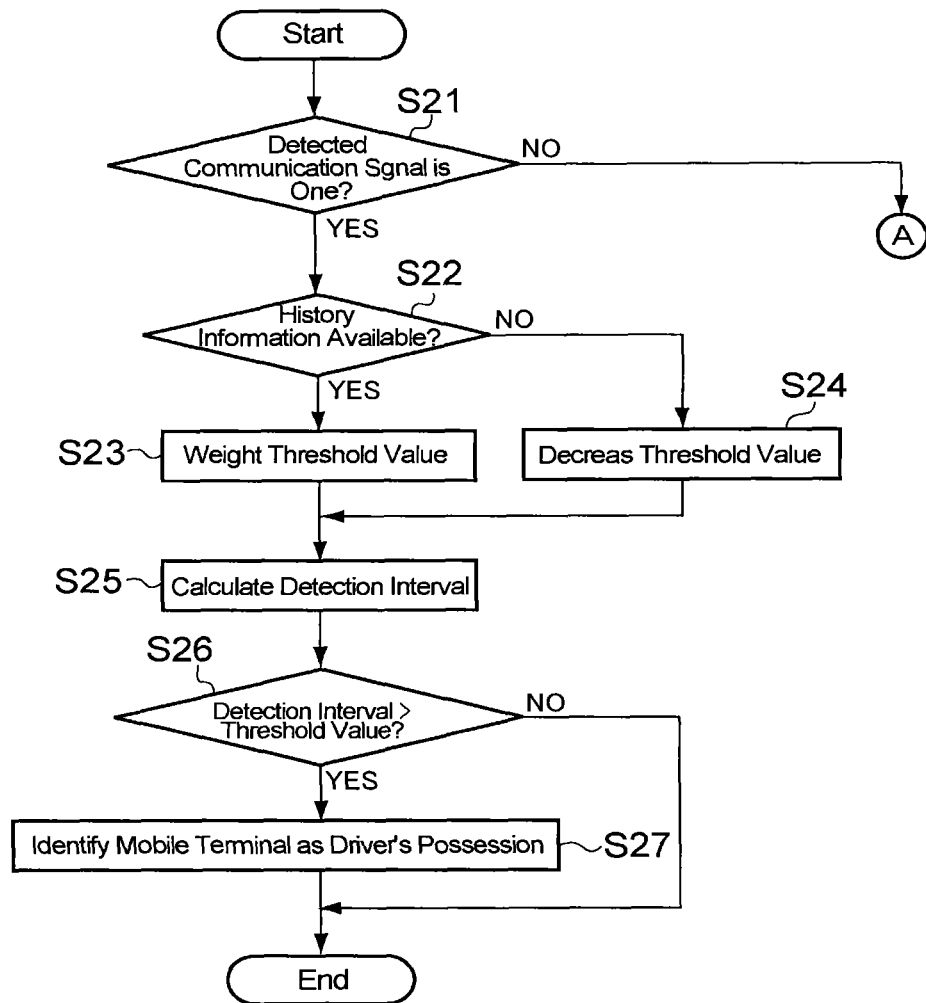 Start
S21
Detected
Communication Sgnal is
One?
NO
YES
A
S22
History
Information Available?
NO
YES
S24
S23
Weight Threshold Value
Decreas Threshold Value
S25
Calculate Detection Interval
S26
Detection Interval >
Threshold Value?
NO
YES
Identify Mobile Terminal as Driver's Possession
S27
End